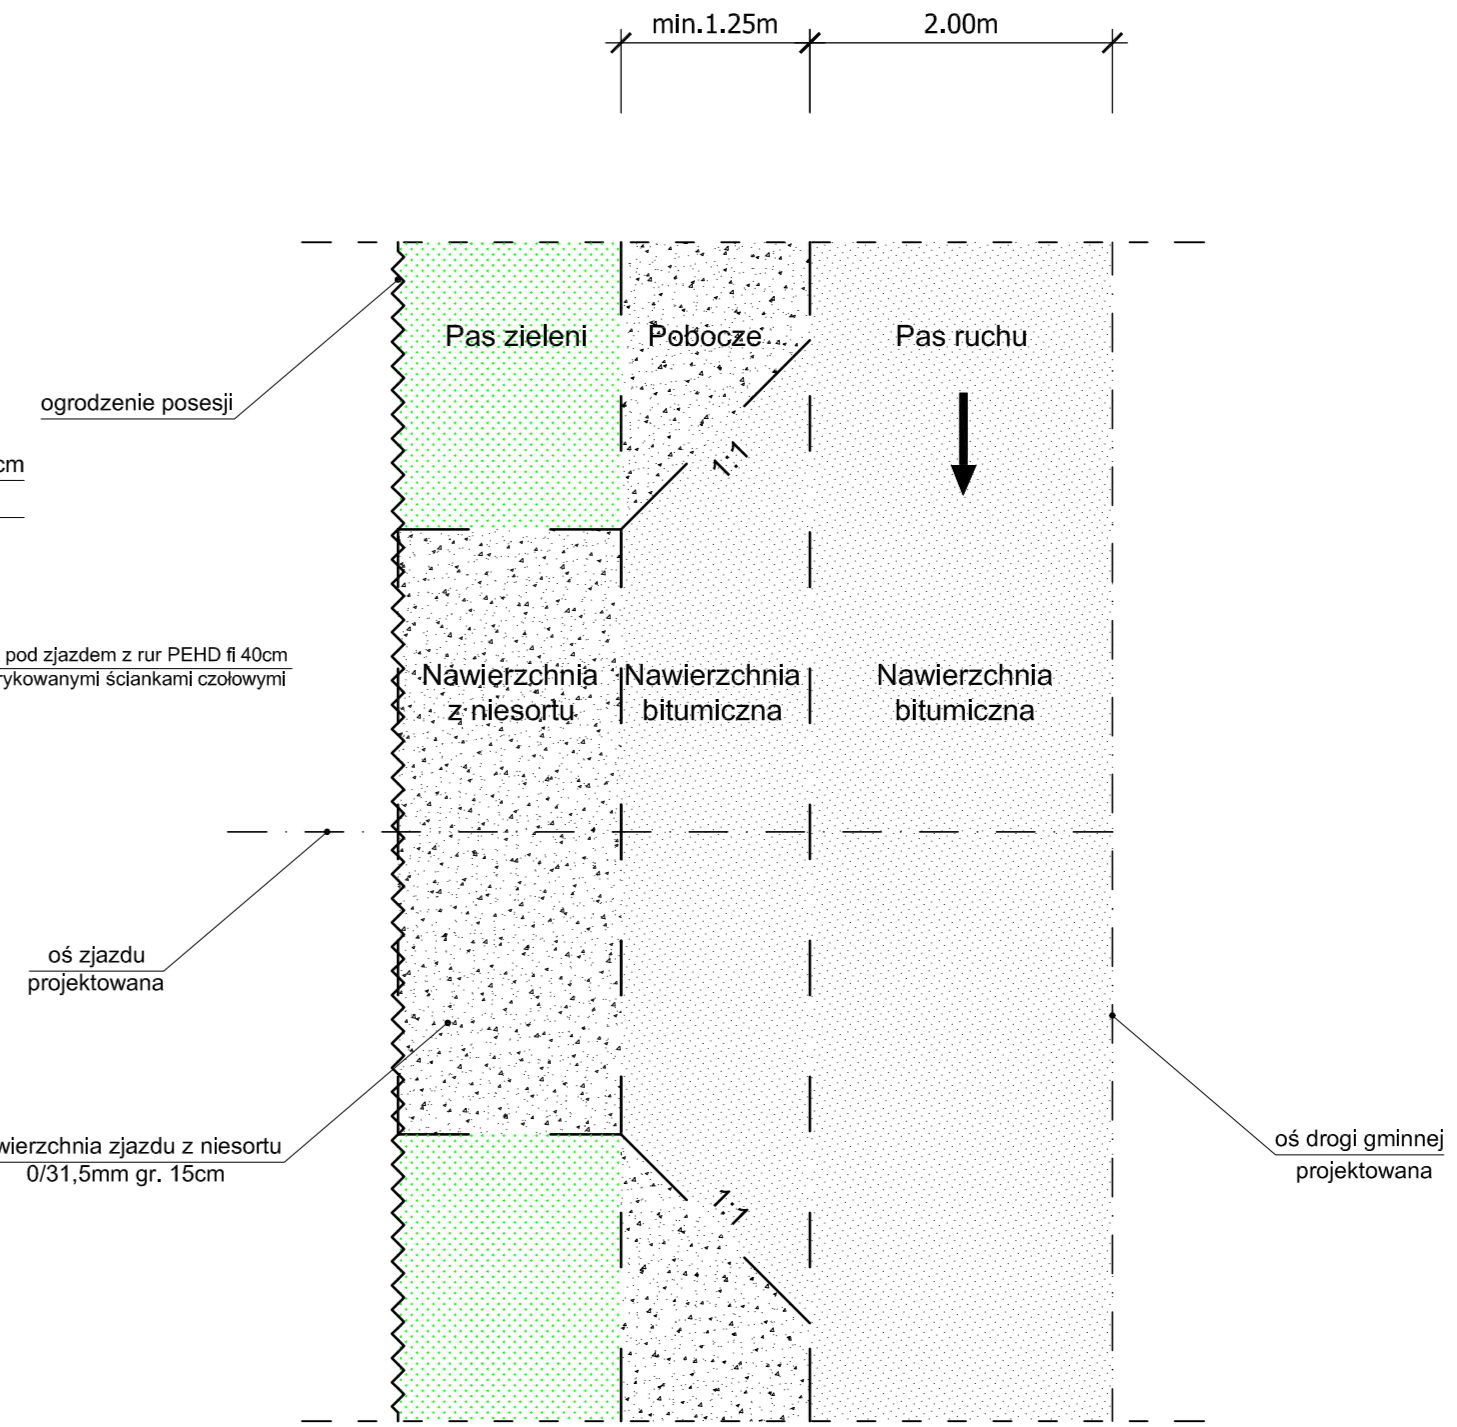 min.1.25m 2.00m
Pas zieleni Pobocze Pas ruchu
ogrodzenie posesji
cm
1:1
pod zjazdem z rur PEHD fi 40cm
rykowanymi ściankami czołowymi
Nawierzchnia
z niesortu
Nawierzchnia
bitumiczna
Nawierzchnia
bitumiczna
oś zjazdu
projektowana
wierzchnia zjazdu z niesortu
0/31,5mm gr. 15cm
1:1
oś drogi gminnej
projektowana